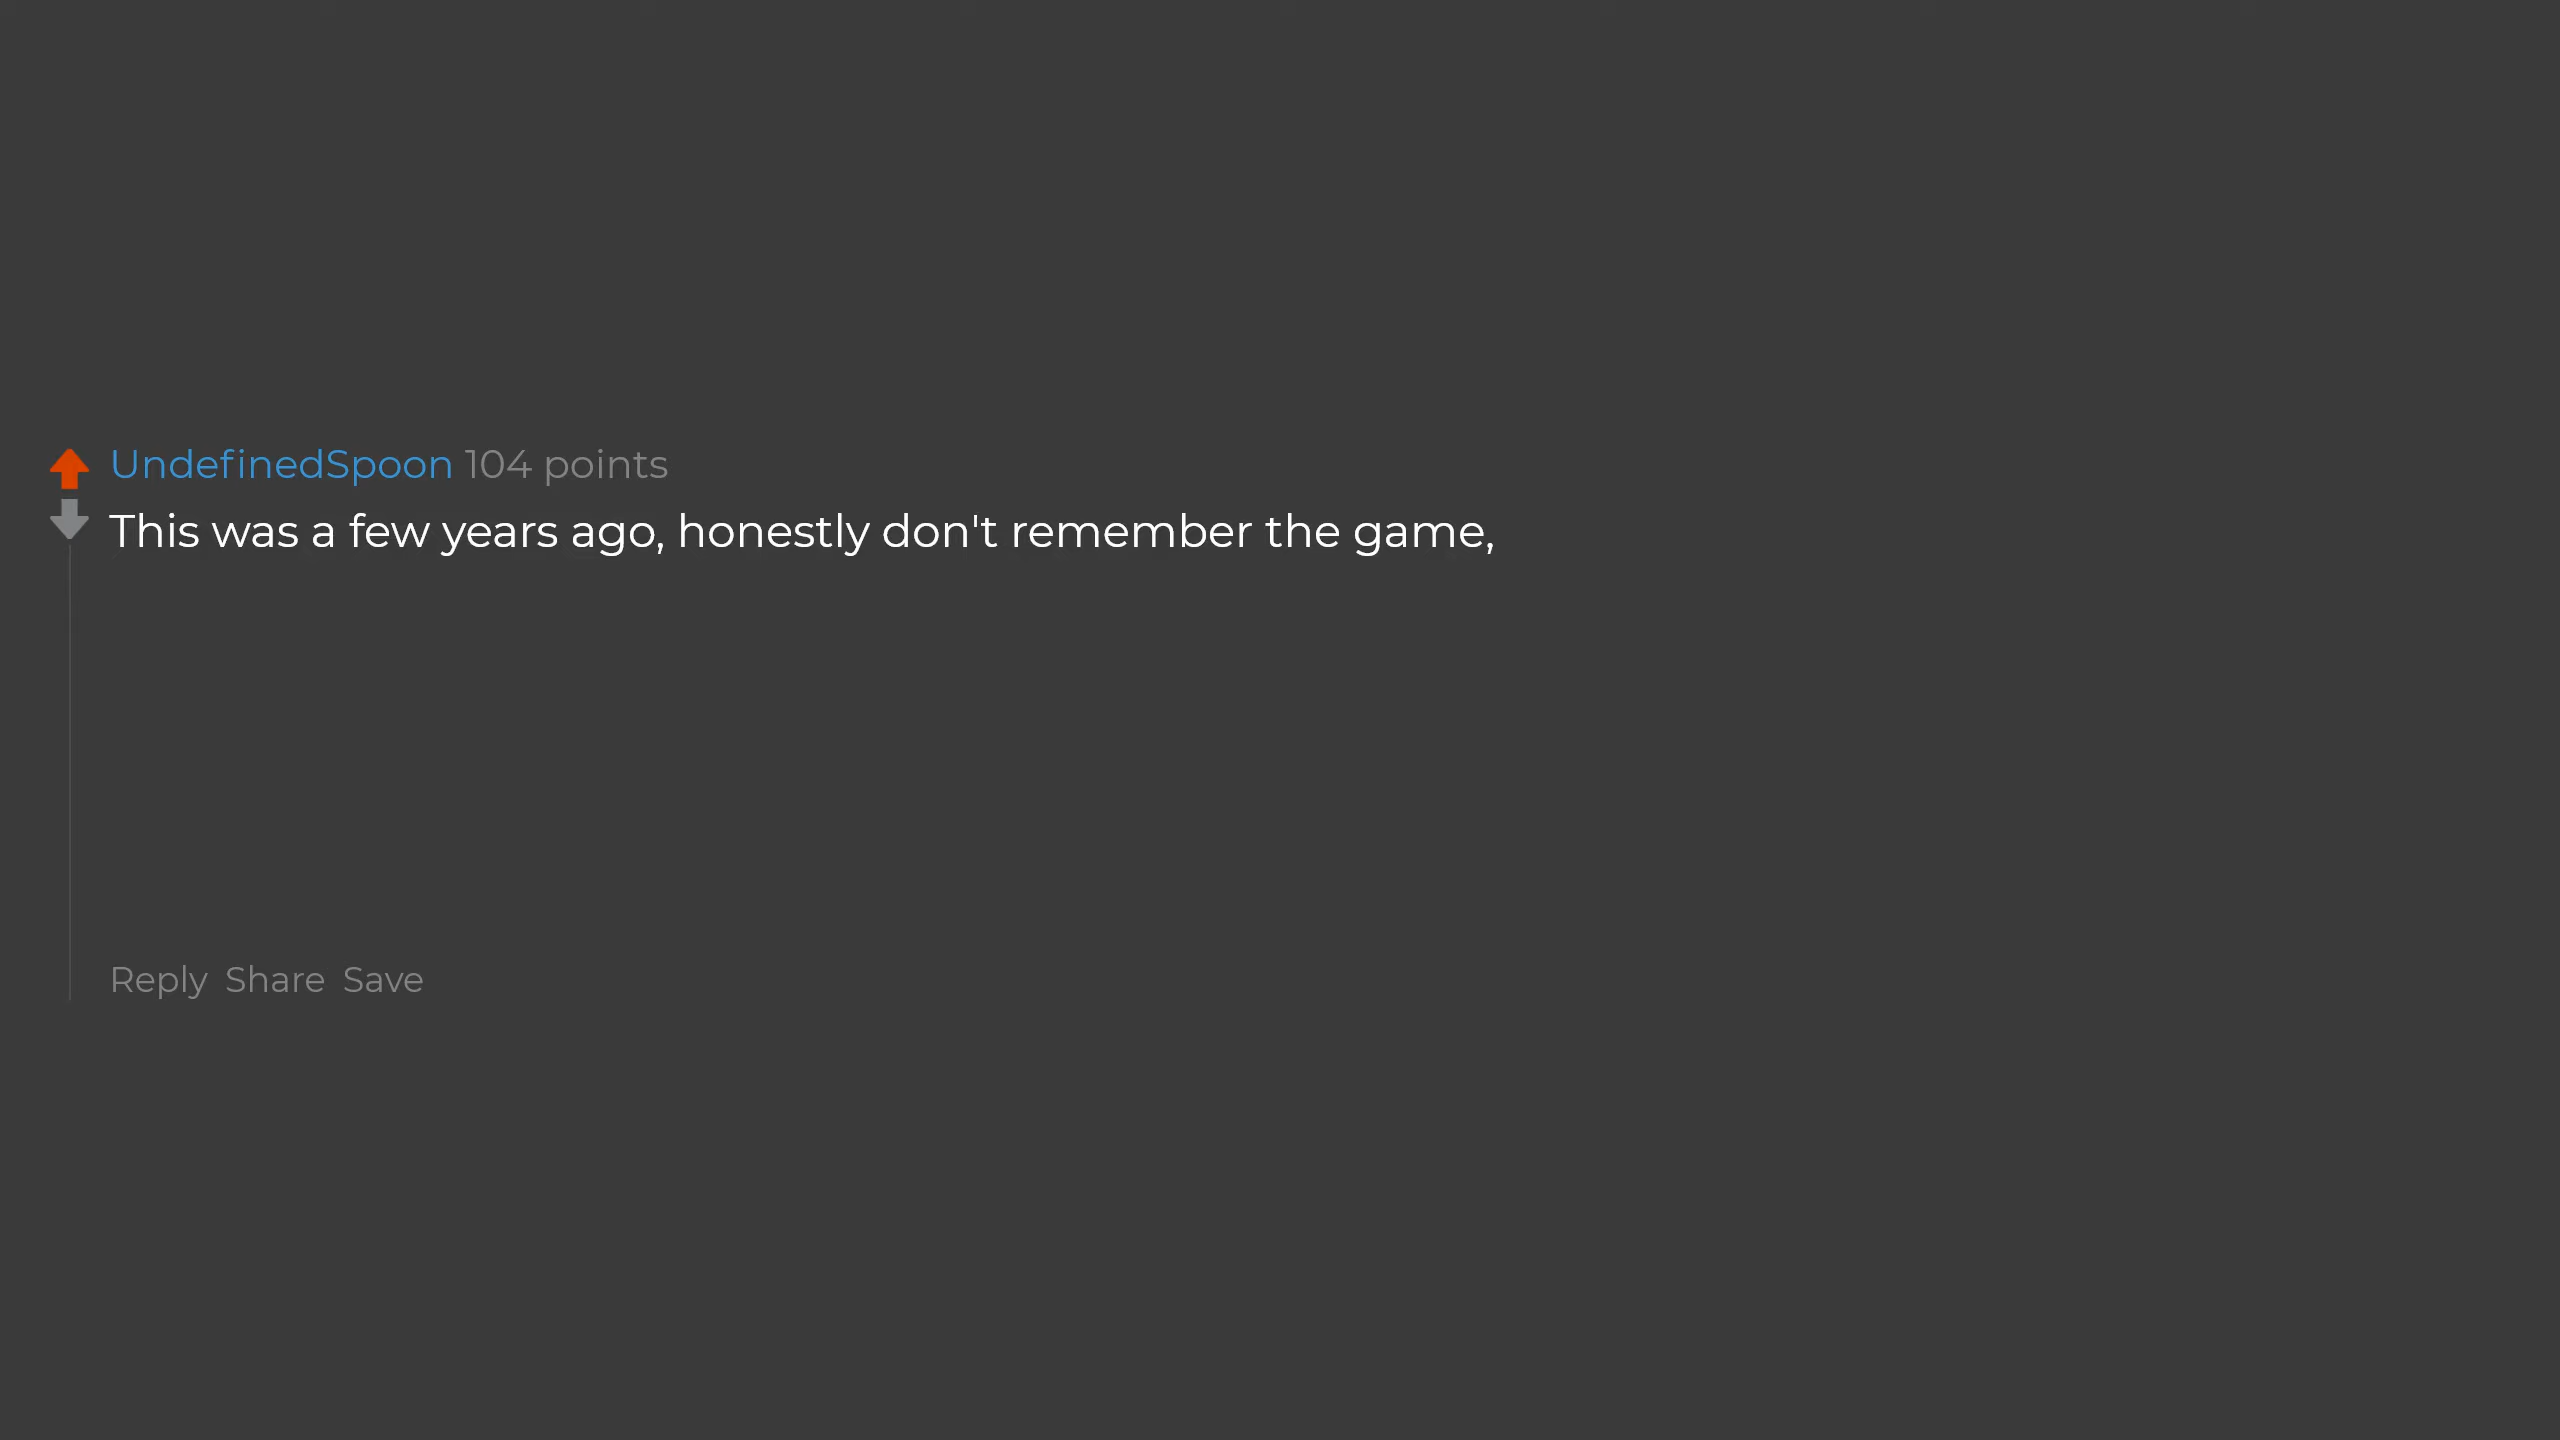 UndefinedSpoon 104 points
This was a few years ago, honestly don't remember the game,
Reply Share Save